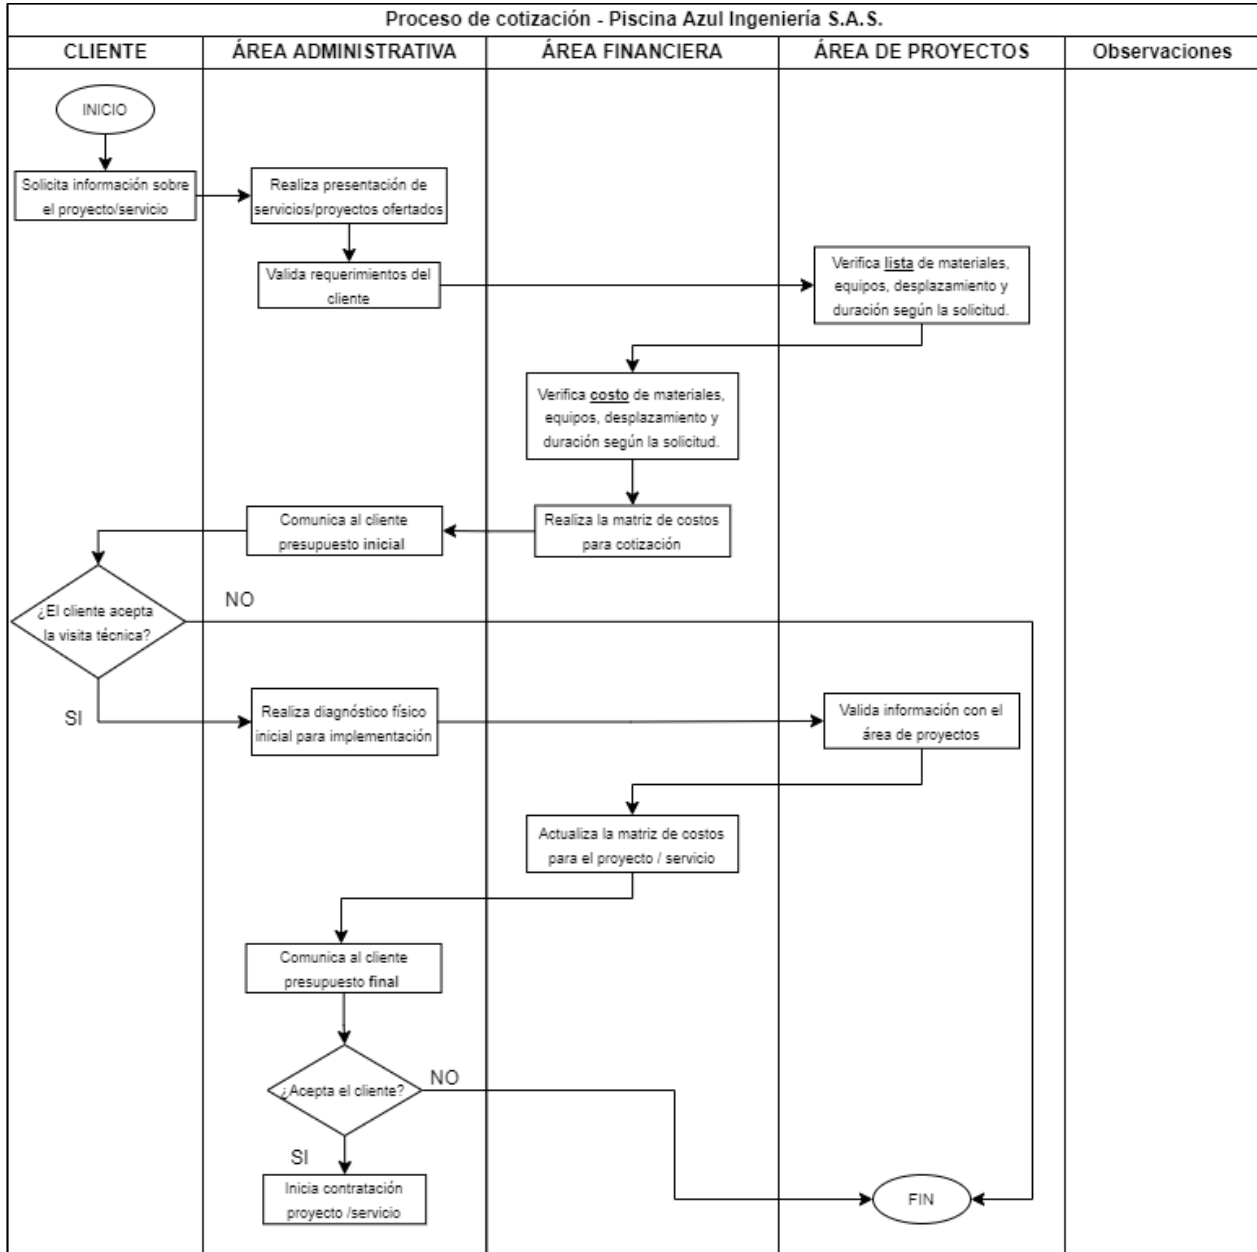 Proceso de cotización - Piscina Azul Ingeniería S.A.S.
CLIENTE
ÁREA ADMINISTRATIVA
ÁREA FINANCIERA
ÁREA DE PROYECTOS
Observaciones
INICIO
Solicita información sobre
el proyecto/servicio
Realiza presentación de
servicios/proyectos ofertados
Valida requerimientos del
cliente
Verifica lista de materiales,
equipos, desplazamiento y
duración según la solicitud.
Verifica costo de materiales,
equipos, desplazamiento y
duración según la solicitud.
Realiza la matriz de costos
para cotización
Comunica al cliente
presupuesto inicial
¿El cliente acepta
la visita técnica?
NO
SI
Realiza diagnóstico físico
inicial para implementación
Valida información con el
área de proyectos
Actualiza la matriz de costos
para el proyecto / servicio
Comunica al cliente
presupuesto final
¿Acepta el cliente?
NO
SI
Inicia contratación
proyecto /servicio
FIN